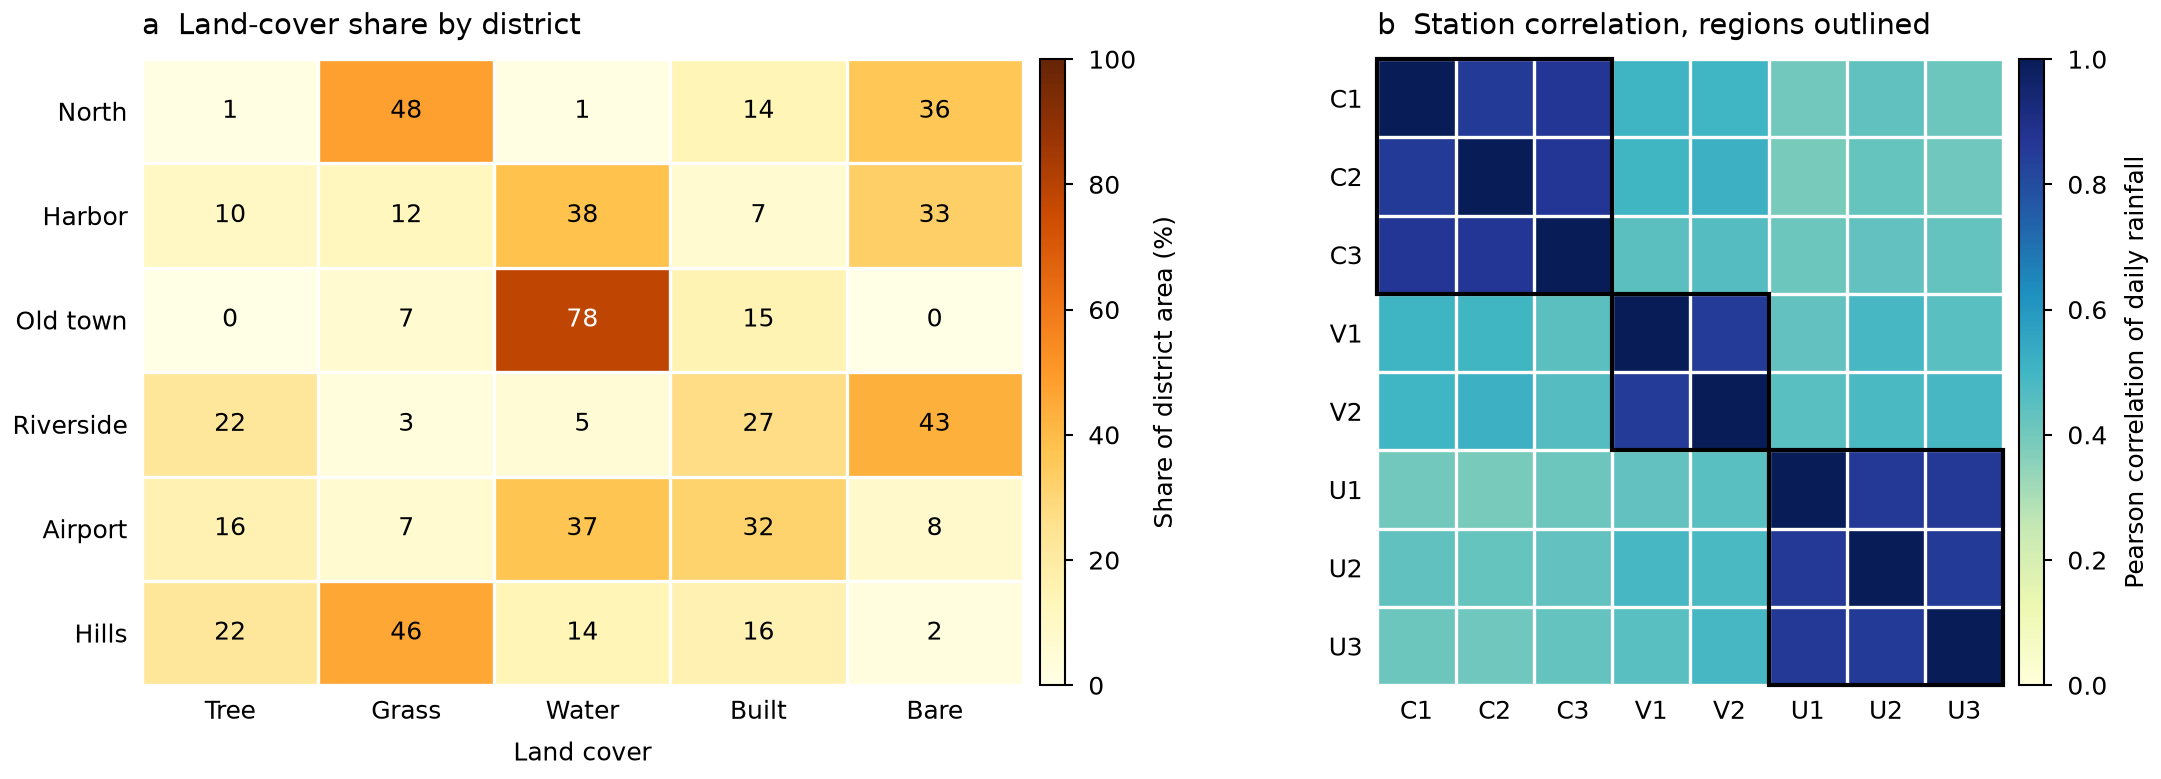 a Land-cover share by district
North 1 48 1 14 36
Harbor 10 12 38 7 33
Old town 0 7 78 15 0
Riverside 22 3 5 27 43
Airport 16 7 37 32 8
Hills 22 46 14 16 2
Tree Grass Water Built Bare
Land cover
100
80
60
40
20
0
Share of district area (%)
b Station correlation, regions outlined
C1
C2
C3
V1
V2
U1
U2
U3
C1 C2 C3 V1 V2 U1 U2 U3
1.0
0.8
0.6
0.4
0.2
0.0
Pearson correlation of daily rainfall